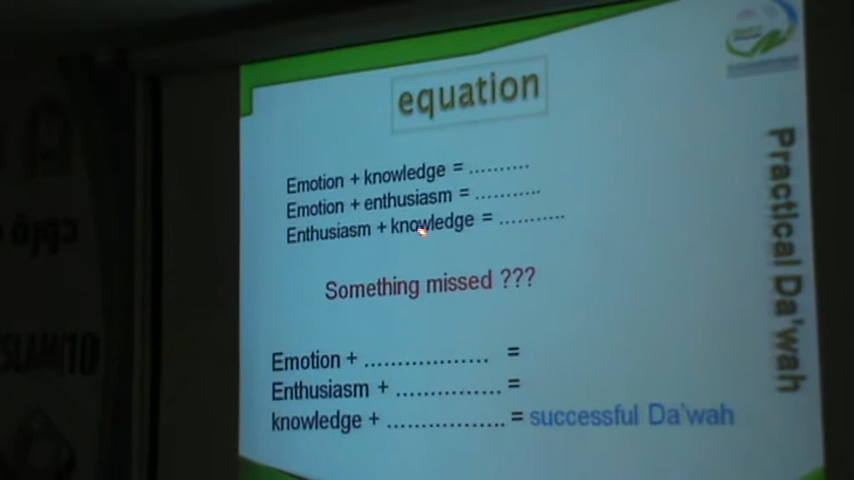 equation
Emotion + knowledge = ..........
Emotion + enthusiasm = ...........
Enthusiasm + knowledge = ...........
Something missed ???
Emotion + .................. =
Enthusiasm + ............... =
knowledge + ................. = successful Da'wah
Practical Da'wah